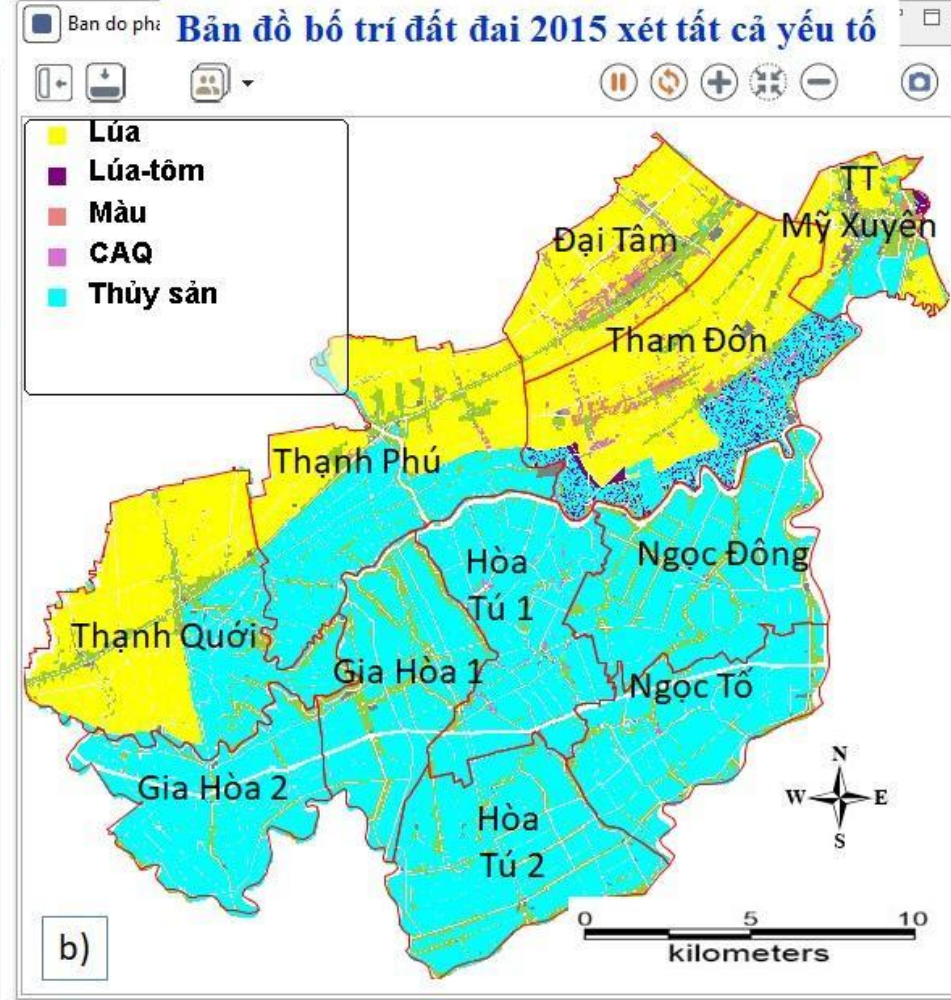 Ban do pha
Bản đồ bố trí đất đai 2015 xét tất cả yếu tố
Lúa
Lúa-tôm
Màu
CAQ
Thủy sản
TT
Mỹ Xuyên
Đại Tâm
Tham Đôn
Thạnh Phú
Hòa
Tú 1
Ngọc Đông
Thạnh Quới
Gia Hòa 1
Ngọc Tố
Gia Hòa 2
Hòa
Tú 2
N
W
E
S
0 5 10
kilometers
b)